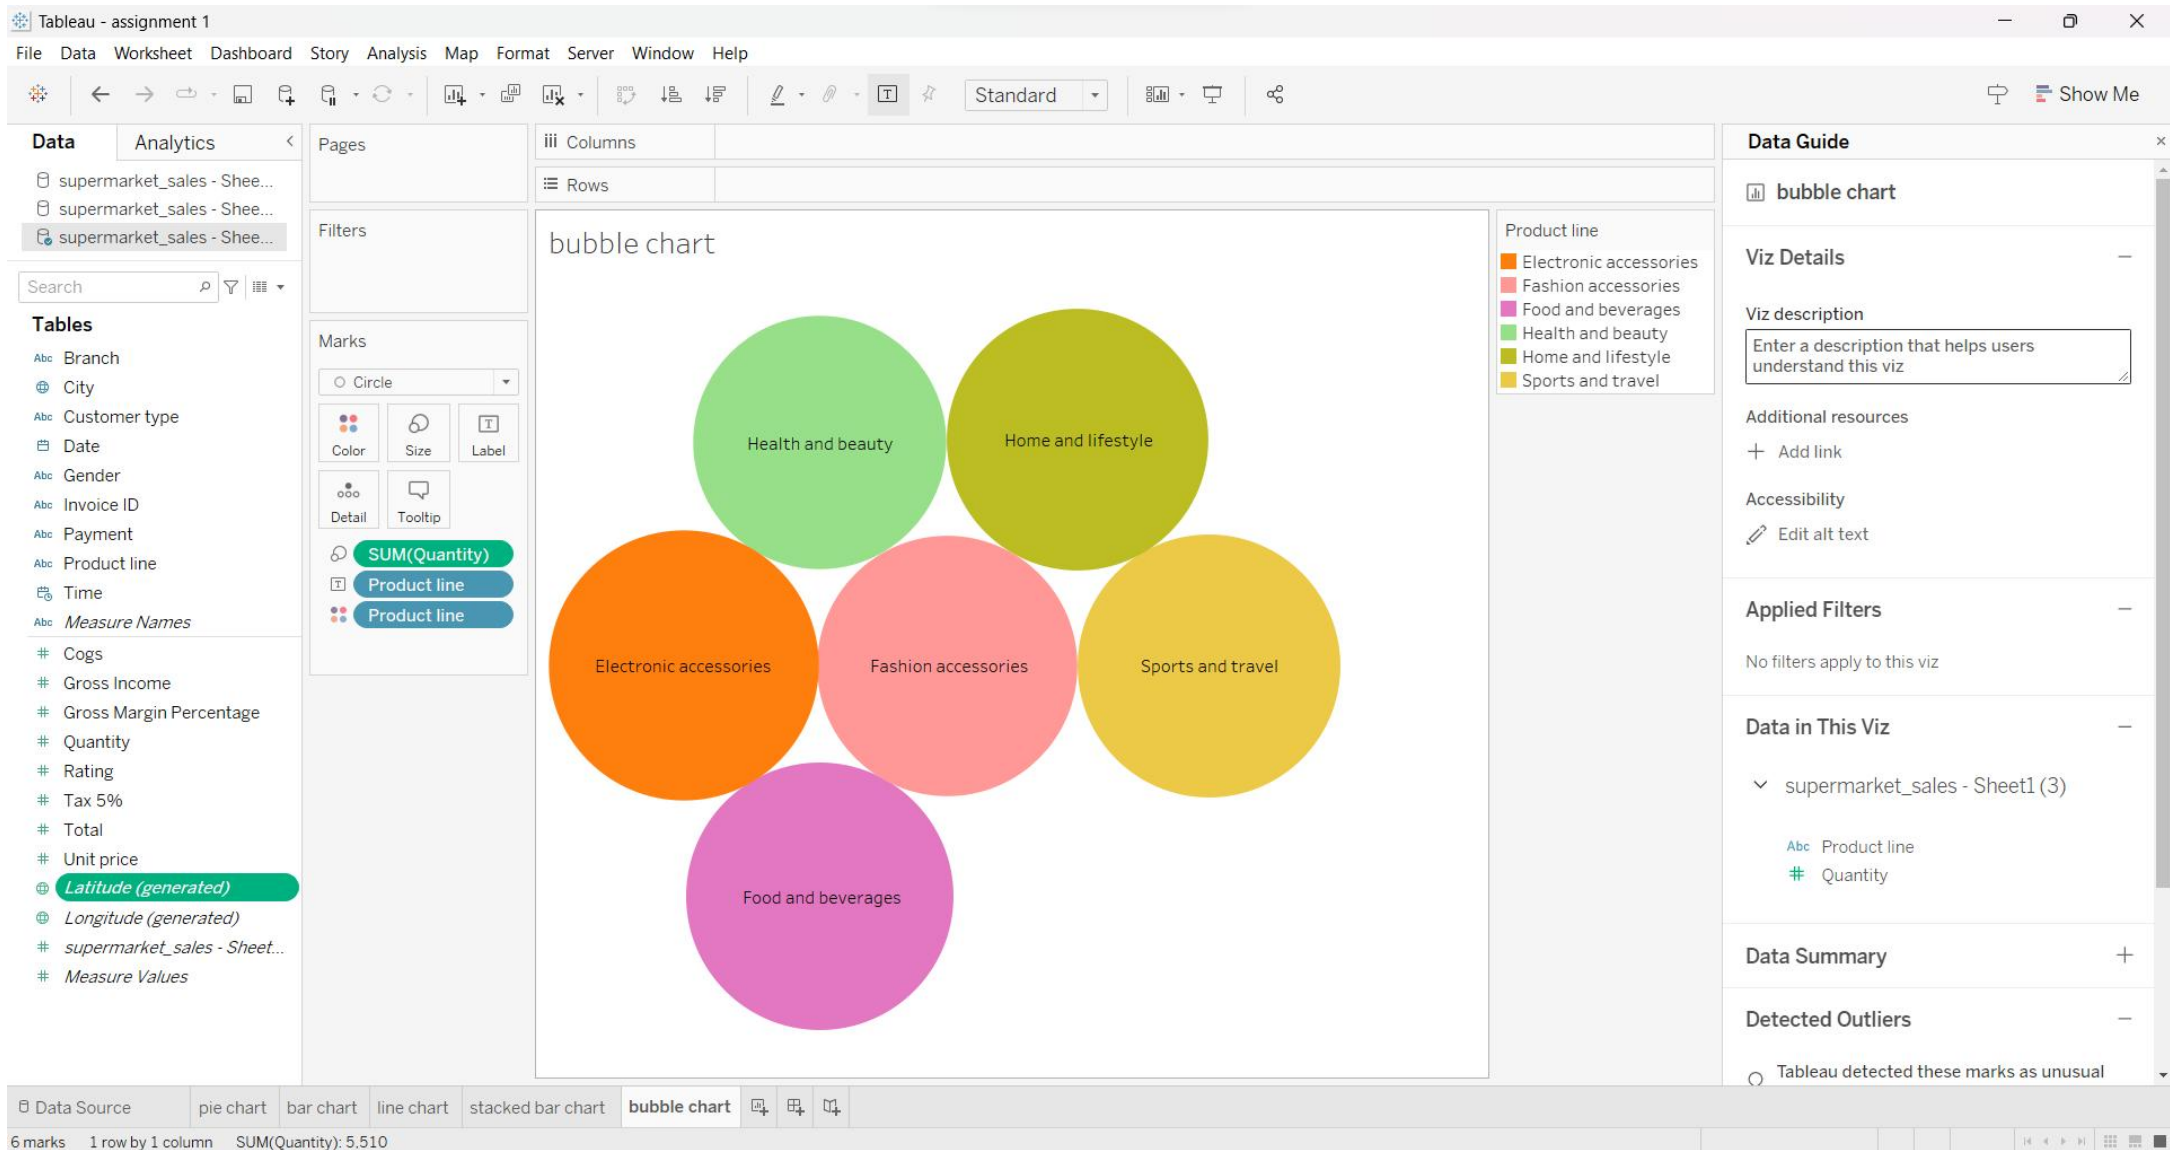 Tableau - assignment 1
File Data Worksheet Dashboard Story Analysis Map Format Server Window Help
Standard
Show Me
Data
Analytics
supermarket_sales - Shee...
supermarket_sales - Shee...
supermarket_sales - Shee...
Search
Tables
Abc Branch
City
Abc Customer type
Date
Abc Gender
Abc Invoice ID
Abc Payment
Abc Product line
Time
Abc Measure Names
# Cogs
# Gross Income
# Gross Margin Percentage
# Quantity
# Rating
# Tax 5%
# Total
# Unit price
Latitude (generated)
Longitude (generated)
# supermarket_sales - Sheet...
# Measure Values
Pages
Filters
Marks
Circle
Color Size Label
Detail Tooltip
SUM(Quantity)
Product line
Product line
Columns
Rows
bubble chart
Health and beauty
Home and lifestyle
Electronic accessories
Fashion accessories
Sports and travel
Food and beverages
Product line
Electronic accessories
Fashion accessories
Food and beverages
Health and beauty
Home and lifestyle
Sports and travel
Data Guide
bubble chart
Viz Details
Viz description
Enter a description that helps users
understand this viz
Additional resources
Add link
Accessibility
Edit alt text
Applied Filters
No filters apply to this viz
Data in This Viz
supermarket_sales - Sheet1 (3)
Abc Product line
# Quantity
Data Summary
Detected Outliers
Tableau detected these marks as unusual
Data Source pie chart bar chart line chart stacked bar chart bubble chart
6 marks 1 row by 1 column SUM(Quantity): 5,510